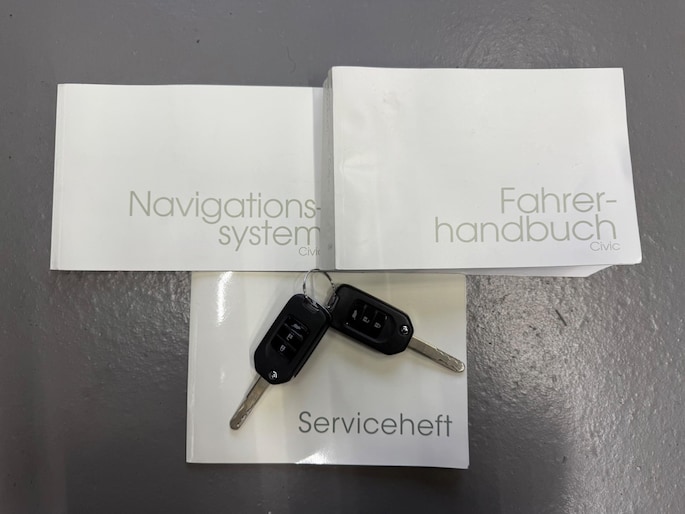 Navigations-
system
Civic
Fahrer-
handbuch
Civic
Serviceheft